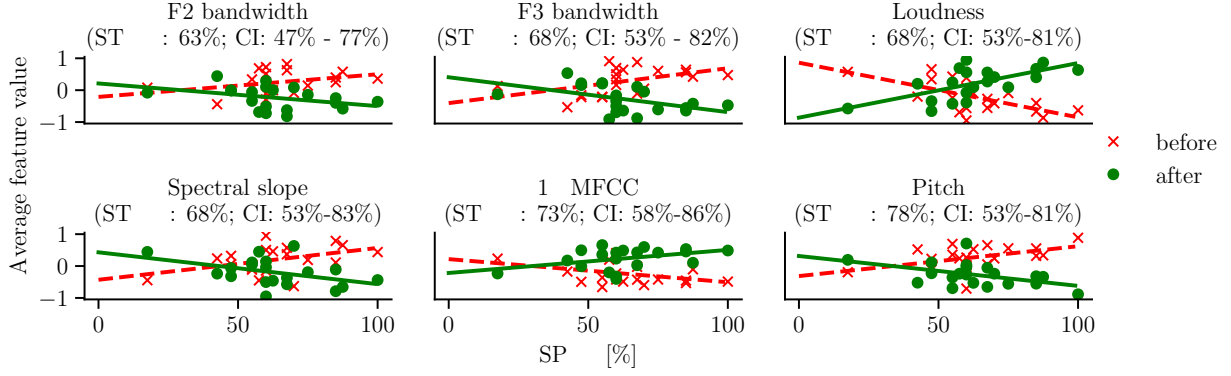 F2 bandwidth
(ST : 63%; CI: 47% - 77%)
F3 bandwidth
(ST : 68%; CI: 53% - 82%)
Loudness
(ST : 68%; CI: 53%-81%)
1
0
−1
Spectral slope
(ST : 68%; CI: 53%-83%)
1 MFCC
(ST : 73%; CI: 58%-86%)
Pitch
(ST : 78%; CI: 53%-81%)
1
0
−1
0 50 100
0 50 100
0 50 100
Average feature value
SP [%]
before
after